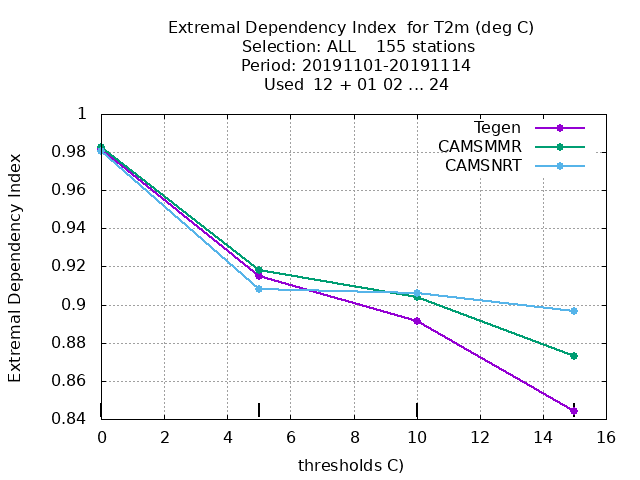 Extremal Dependency Index  for T2m (deg C)
Selection: ALL    155 stations
Period: 20191101-20191114
Used  12 + 01 02 ... 24
Tegen
CAMSMMR
CAMSNRT
Extremal Dependency Index
1
0.98
0.96
0.94
0.92
0.9
0.88
0.86
0.84
0 2 4 6 8 10 12 14 16
thresholds C)